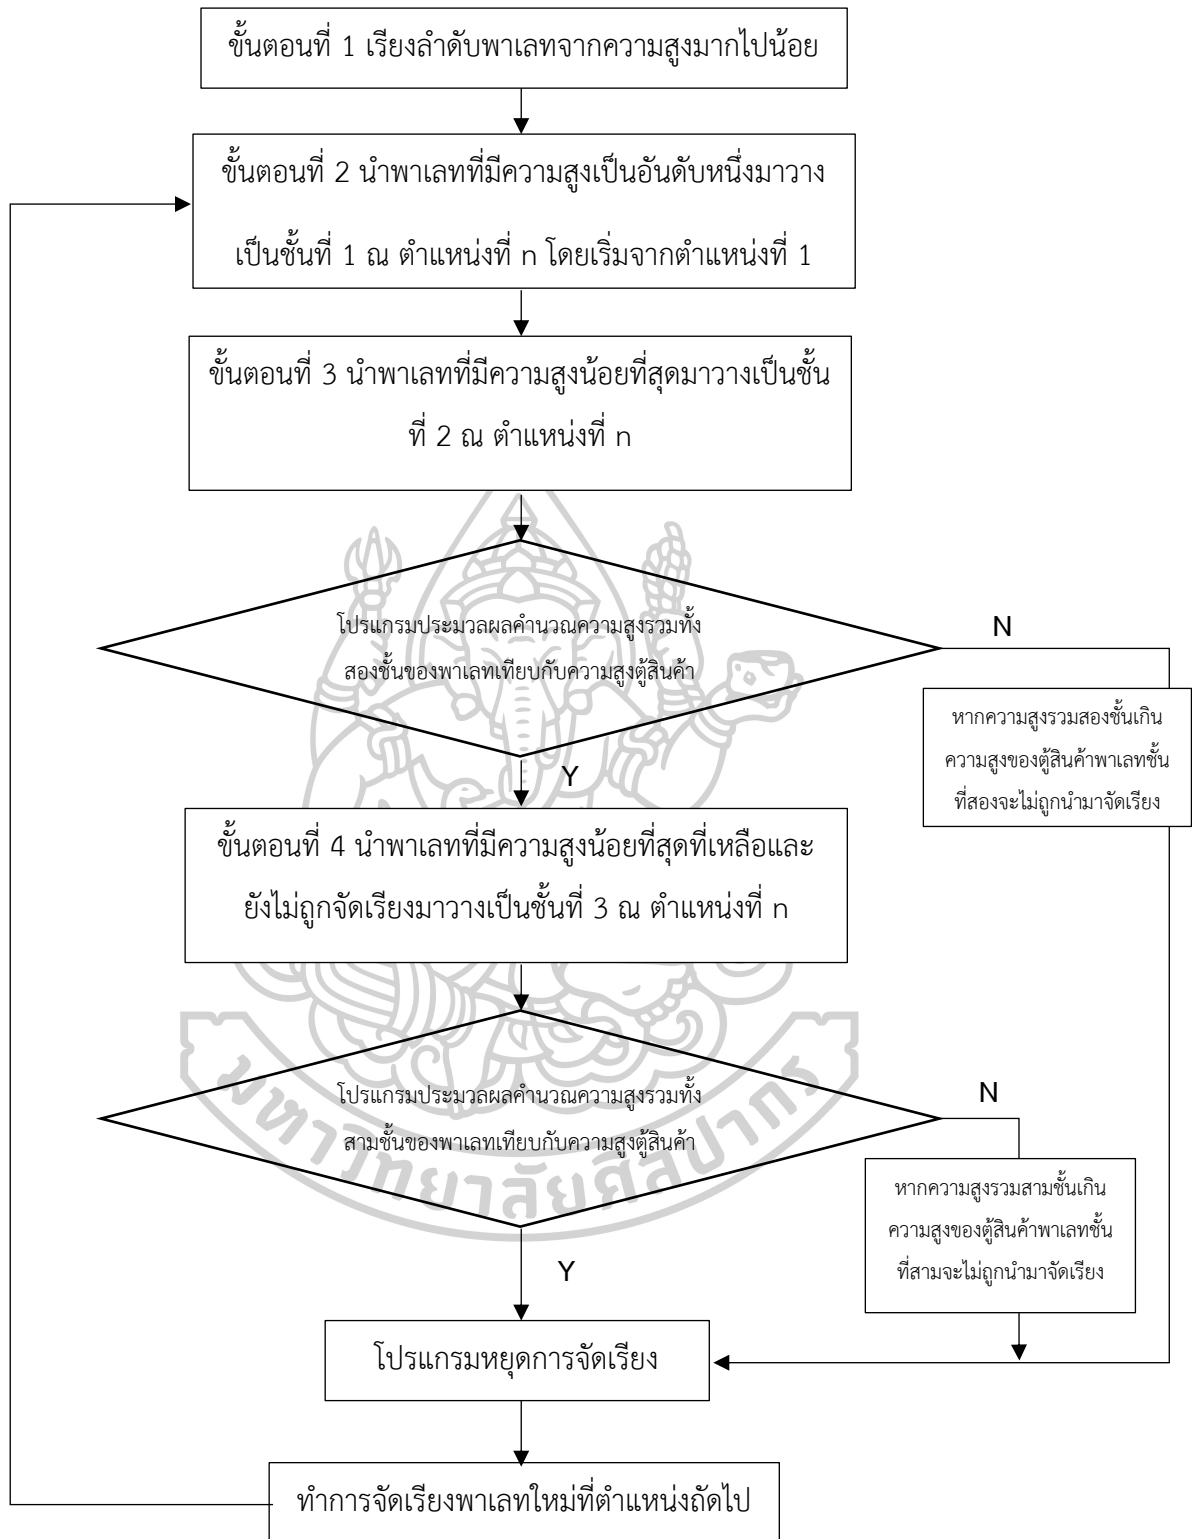 ขั้นตอนที่ 1 เรียงลำดับพาเลทจากความสูงมากไปน้อย
ขั้นตอนที่ 2 นำพาเลทที่มีความสูงเป็นอันดับหนึ่งมาวาง
เป็นชั้นที่ 1 ณ ตำแหน่งที่ n โดยเริ่มจากตำแหน่งที่ 1
ขั้นตอนที่ 3 นำพาเลทที่มีความสูงน้อยที่สุดมาวางเป็นชั้น
ที่ 2 ณ ตำแหน่งที่ n
โปรแกรมประมวลผลคำนวณความสูงรวมทั้ง
สองชั้นของพาเลทเทียบกับความสูงตู้สินค้า
N
หากความสูงรวมสองชั้นเกิน
ความสูงของตู้สินค้าพาเลทชั้น
ที่สองจะไม่ถูกนำมาจัดเรียง
Y
ขั้นตอนที่ 4 นำพาเลทที่มีความสูงน้อยที่สุดที่เหลือและ
ยังไม่ถูกจัดเรียงมาวางเป็นชั้นที่ 3 ณ ตำแหน่งที่ n
โปรแกรมประมวลผลคำนวณความสูงรวมทั้ง
สามชั้นของพาเลทเทียบกับความสูงตู้สินค้า
N
หากความสูงรวมสามชั้นเกิน
ความสูงของตู้สินค้าพาเลทชั้น
ที่สามจะไม่ถูกนำมาจัดเรียง
มหาวิทยาลัยศิลปากร
Y
โปรแกรมหยุดการจัดเรียง
ทำการจัดเรียงพาเลทใหม่ที่ตำแหน่งถัดไป